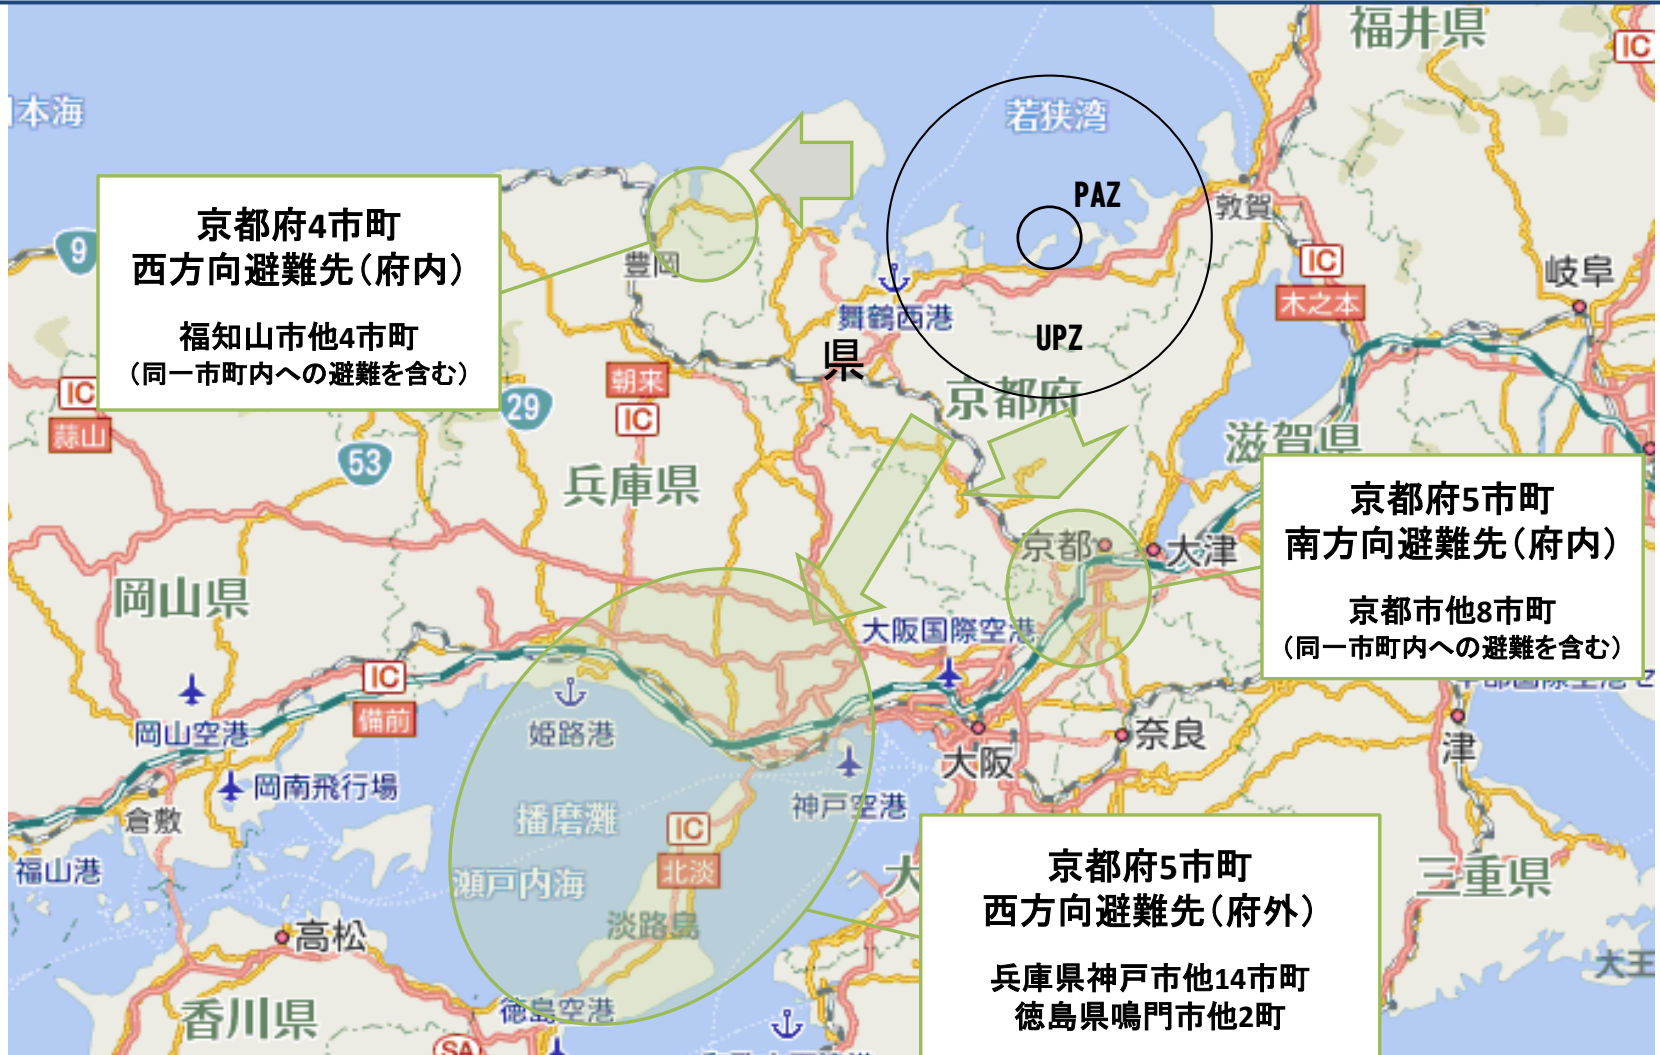 福井県
IC
本海
若狭湾
PAZ
敦賀
京都府4市町
西方向避難先（府内）
福知山市他4市町
（同一市町内への避難を含む）
9
豊岡
IC
木之本
岐阜
舞鶴西港
UPZ
県
朝来
IC
IC
蒜山
29
京都府
滋賀県
53
兵庫県
京都府5市町
南方向避難先（府内）
京都市他8市町
（同一市町内への避難を含む）
京都
大津
岡山県
大阪国際空港
IC
備前
岡山空港
姫路港
大阪
奈良
津
岡南飛行場
倉敷
播磨灘
神戸空港
IC
北淡
福山港
瀬戸内海
淡路島
大
三重県
京都府5市町
西方向避難先（府外）
兵庫県神戸市他14市町
徳島県鳴門市他2町
高松
大王
香川県
徳島空港
SA